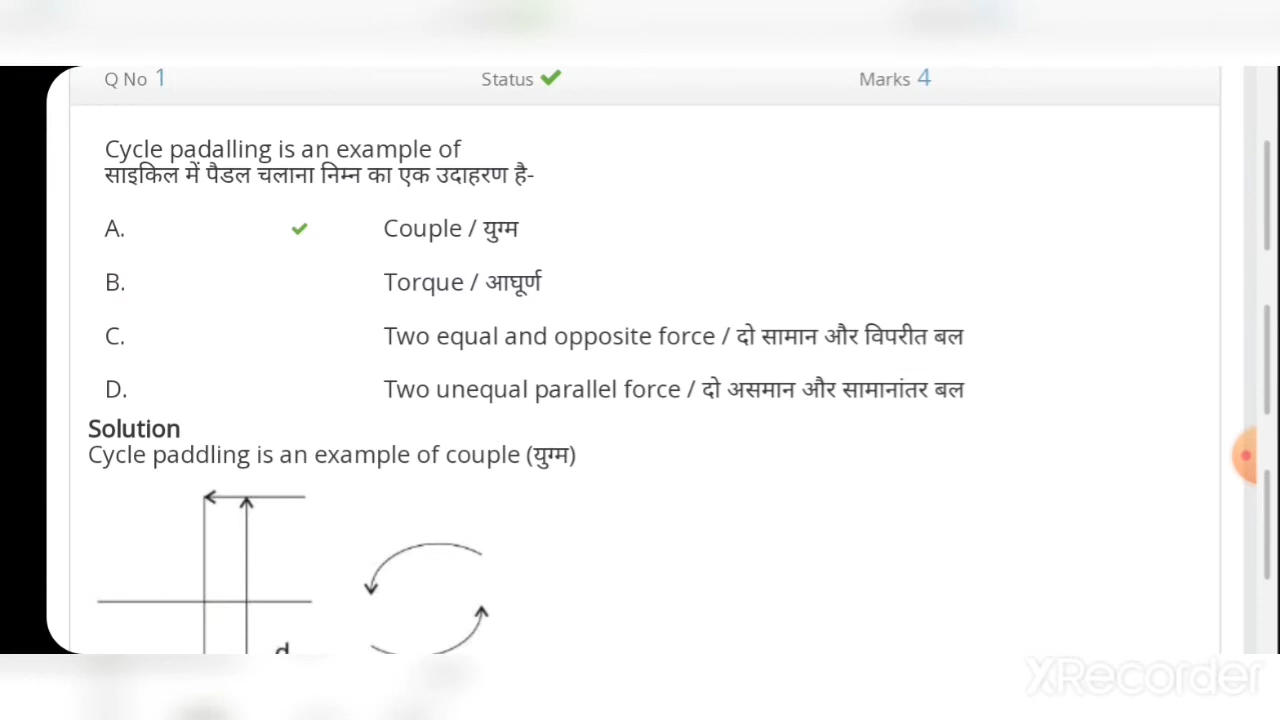 Q No 1 Status Marks 4
Cycle padalling is an example of
साइकिल में पैडल चलाना निम्न का एक उदाहरण है-
A. Couple / युग्म
B. Torque / आघूर्ण
C. Two equal and opposite force / दो सामान और विपरीत बल
D. Two unequal parallel force / दो असमान और सामानांतर बल
Solution
Cycle paddling is an example of couple (युग्म)
d
XRecorder